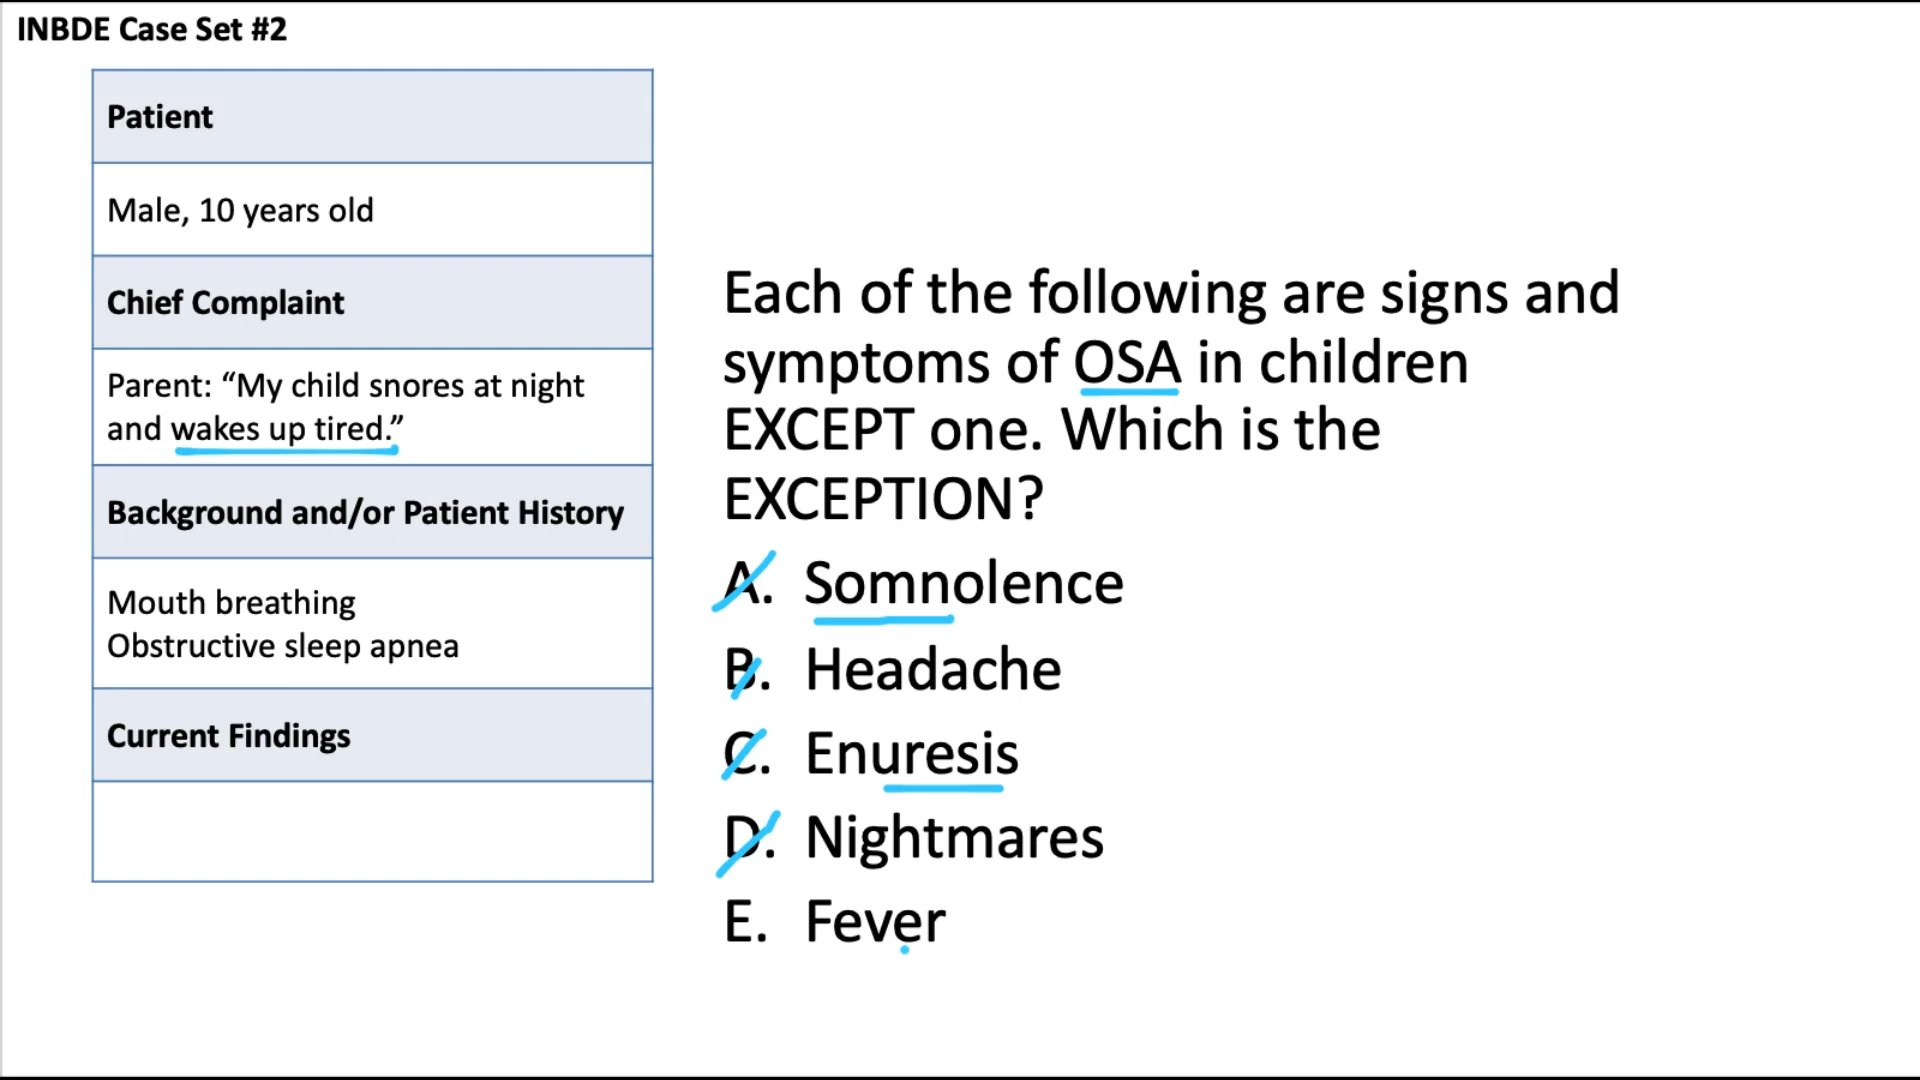 INBDE Case Set #2
Patient
Male, 10 years old
Chief Complaint
Parent: “My child snores at night
and wakes up tired.”
Background and/or Patient History
Mouth breathing
Obstructive sleep apnea
Current Findings
Each of the following are signs and
symptoms of OSA in children
EXCEPT one. Which is the
EXCEPTION?
A. Somnolence
B. Headache
C. Enuresis
D. Nightmares
E. Fever